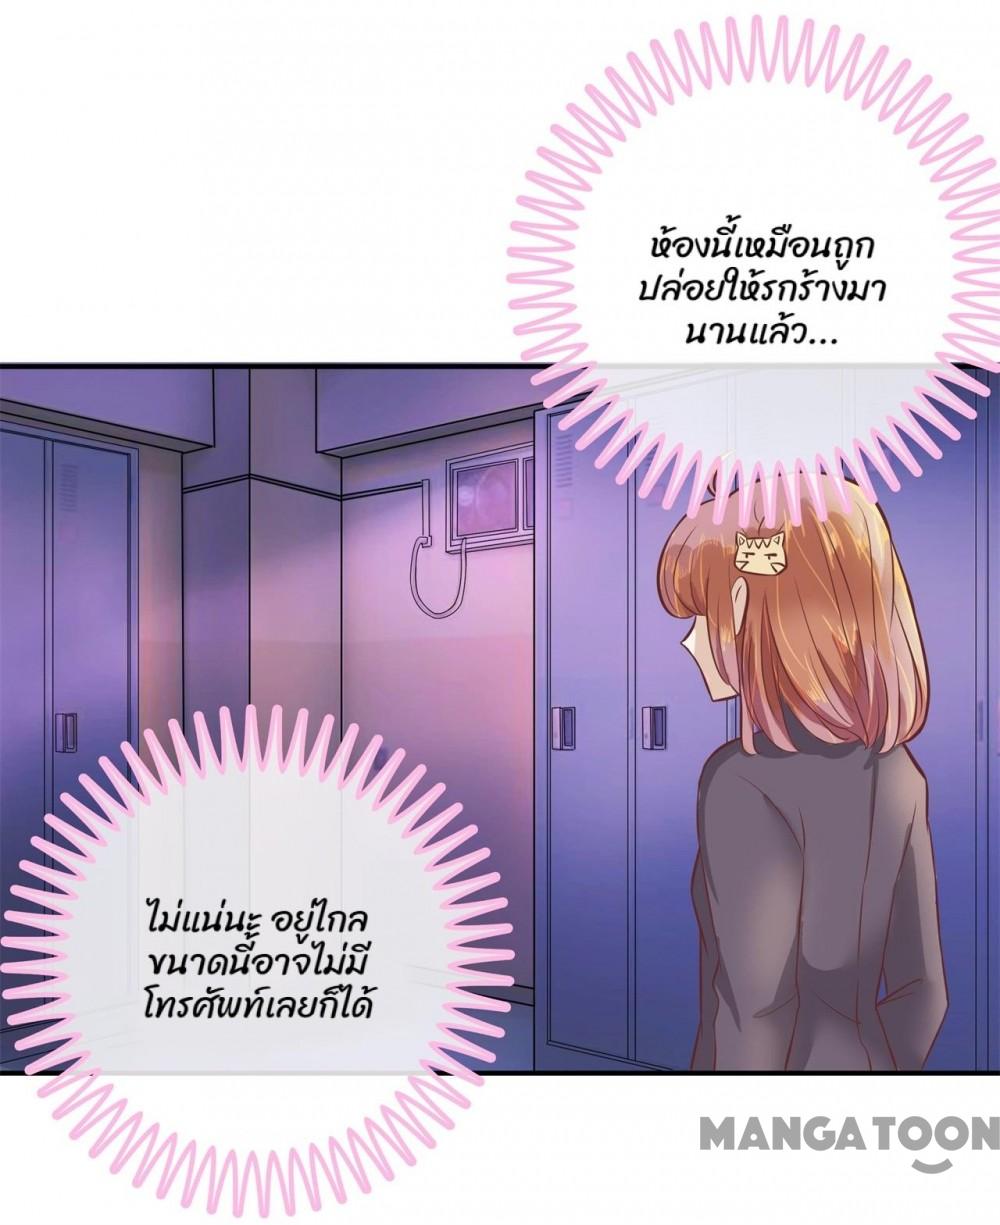 ห้องนี้เหมือนถูก
ปล่อยให้รกร้างมา
นานแล้ว...
ไม่แน่นะ อยู่ไกล
ขนาดนี้อาจไม่มี
โทรศัพท์เลยก็ได้
MANGATOON